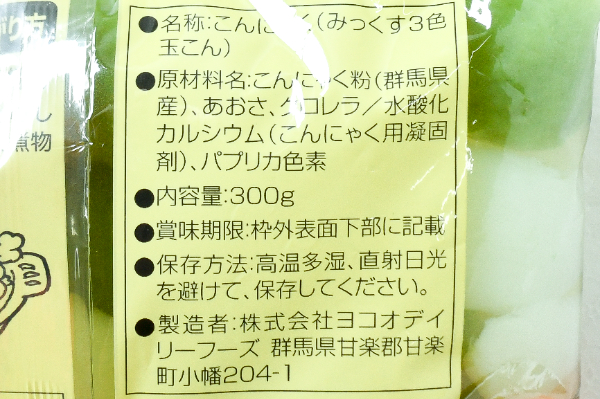 ●名称:こんにゃく(みっくす3色
玉こん)
●原材料名:こんにゃく粉(群馬県
産)、あおさ、クロレラ/水酸化
カルシウム(こんにゃく用凝固
剤)、パプリカ色素
●内容量:300g
●賞味期限:枠外表面下部に記載
●保存方法:高温多湿、直射日光
を避けて、保存してください。
●製造者:株式会社ヨコオデイ
リーフーズ 群馬県甘楽郡甘楽
町小幡204-1
し
煮物